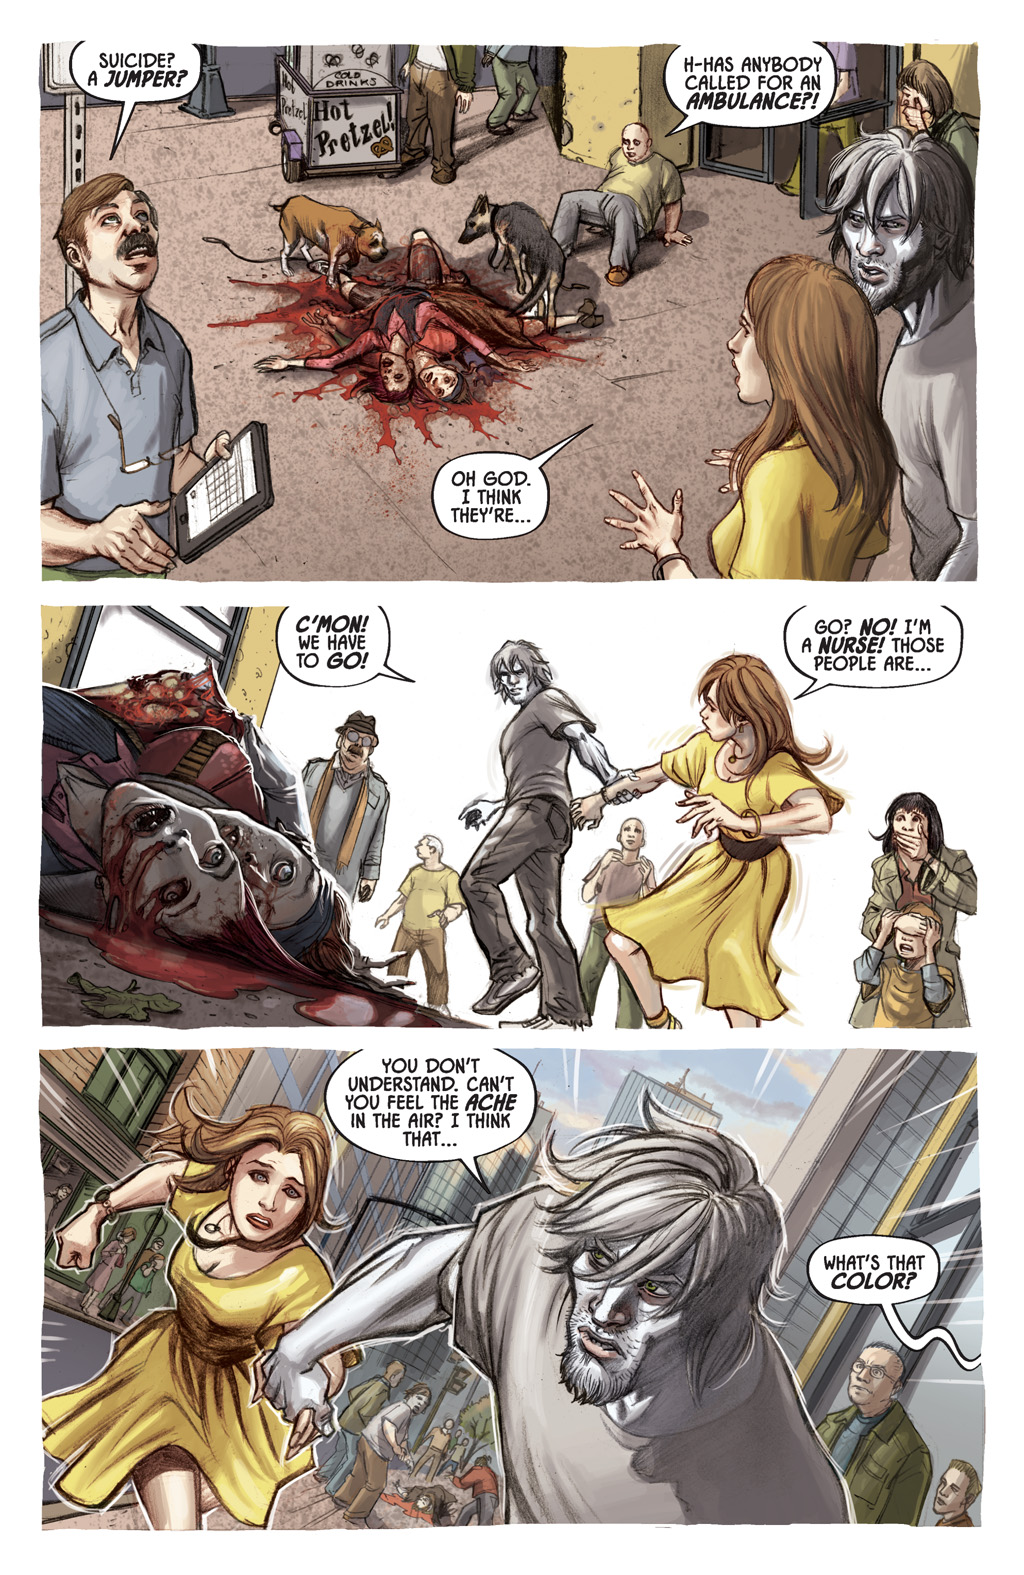 SUICIDE?
A JUMPER?
H-HAS ANYBODY
CALLED FOR AN
AMBULANCE?!
COLD
DRINKS
Hot
Pretzel
Hot
Pretzel!
OH GOD.
I THINK
THEY'RE...
C'MON!
WE HAVE
TO GO!
GO? NO! I'M
A NURSE! THOSE
PEOPLE ARE...
YOU DON'T
UNDERSTAND. CAN'T
YOU FEEL THE ACHE
IN THE AIR? I THINK
THAT...
WHAT'S THAT
COLOR?